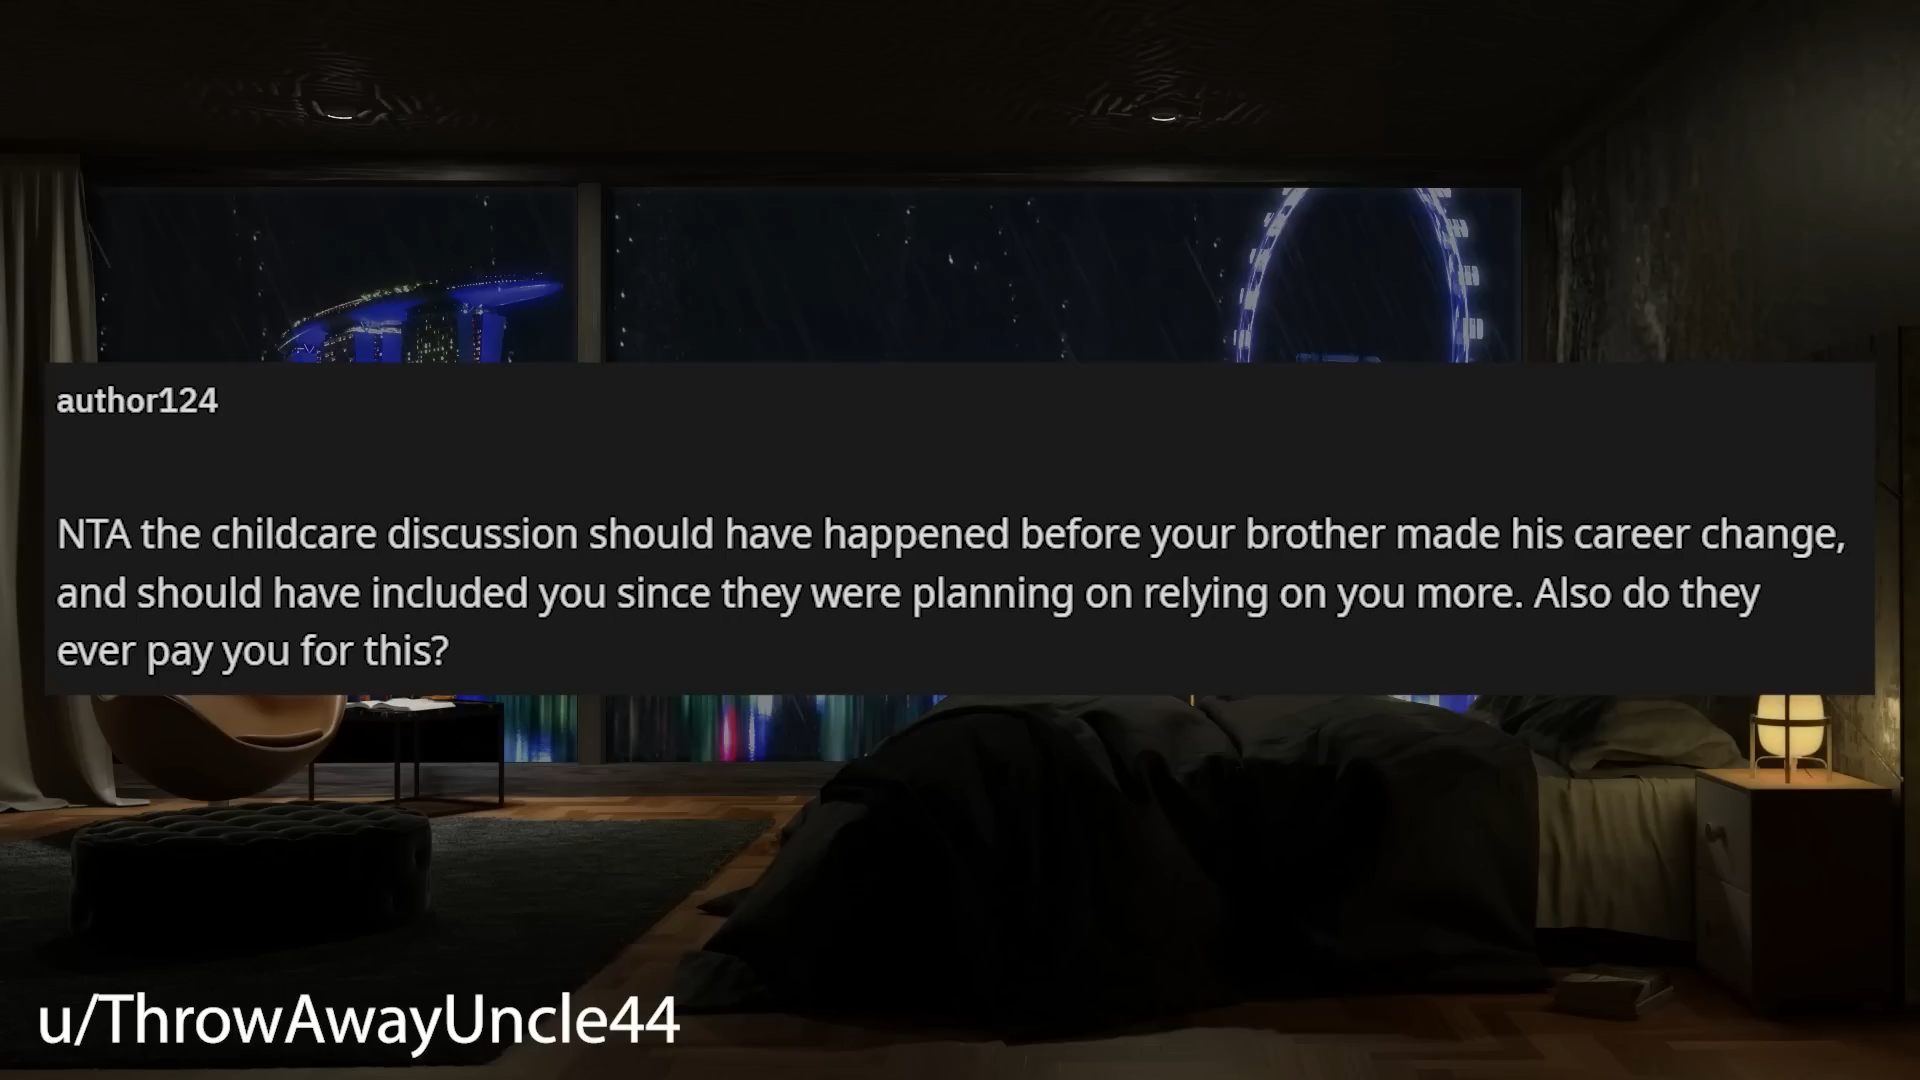 author124
NTA the childcare discussion should have happened before your brother made his career change,
and should have included you since they were planning on relying on you more. Also do they
ever pay you for this?
u/ThrowAwayUncle44